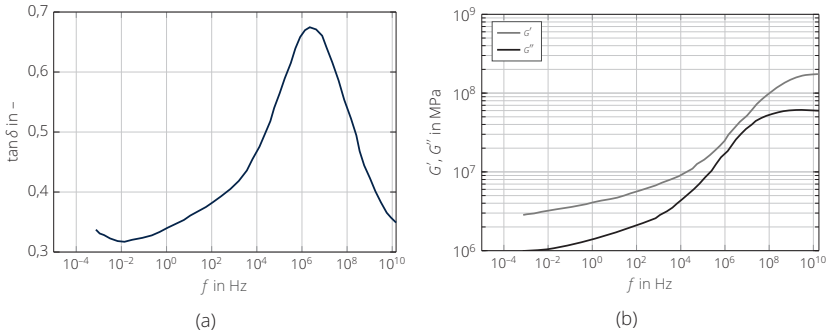 0,7
0,6
0,5
0,4
0,3
tan δ in –
10⁻⁴ 10⁻² 10⁰ 10² 10⁴ 10⁶ 10⁸ 10¹⁰
f in Hz
(a)
10⁹
10⁸
10⁷
10⁶
G′, G″ in MPa
G′
G″
10⁻⁴ 10⁻² 10⁰ 10² 10⁴ 10⁶ 10⁸ 10¹⁰
f in Hz
(b)